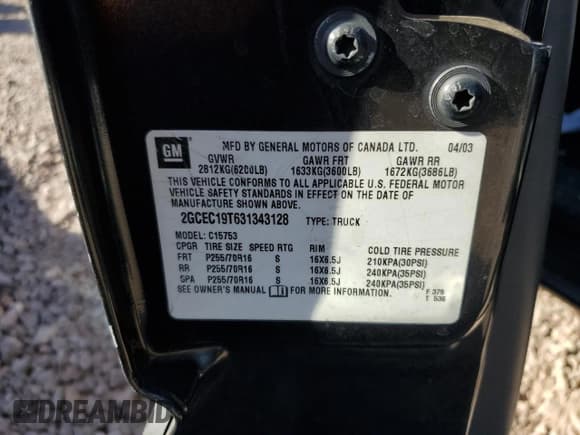 GM
MFD BY GENERAL MOTORS OF CANADA LTD. 04/03
GVWR GAWR FRT GAWR RR
2812KG(6200LB) 1633KG(3600LB) 1672KG(3686LB)
THIS VEHICLE CONFORMS TO ALL APPLICABLE U.S. FEDERAL MOTOR
VEHICLE SAFETY STANDARDS IN EFFECT ON THE DATE OF
MANUFACTURE SHOWN ABOVE.
2GCEC19T631343128 TYPE: TRUCK
MODEL: C15753
CPGR TIRE SIZE SPEED RTG RIM COLD TIRE PRESSURE
FRT P255/70R16 S 16X6.5J 210KPA(30PSI)
RR P255/70R16 S 16X6.5J 240KPA(35PSI)
SPA P255/70R16 S 16X6.5J 240KPA(35PSI)
SEE OWNER'S MANUAL FOR MORE INFORMATION. F 379
T 536
DREAMBID